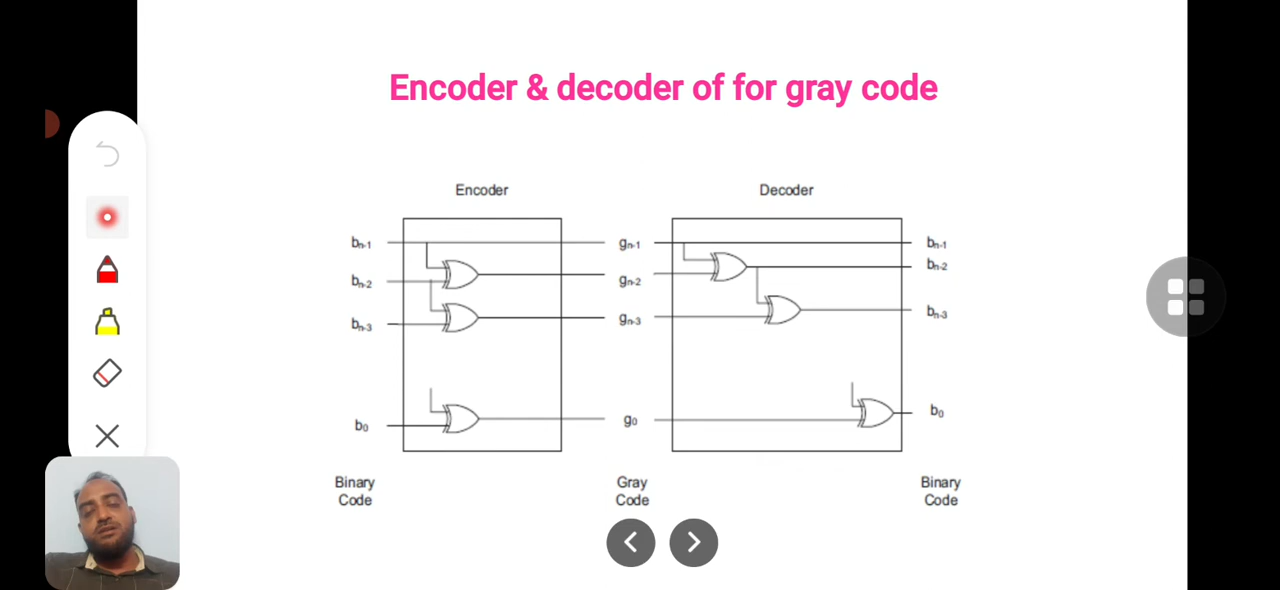 Encoder & decoder of for gray code
Encoder
Decoder
bn-1
gn-1
bn-1
bn-2
gn-2
bn-2
bn-3
gn-3
bn-3
b0
g0
b0
Binary
Code
Gray
Code
Binary
Code